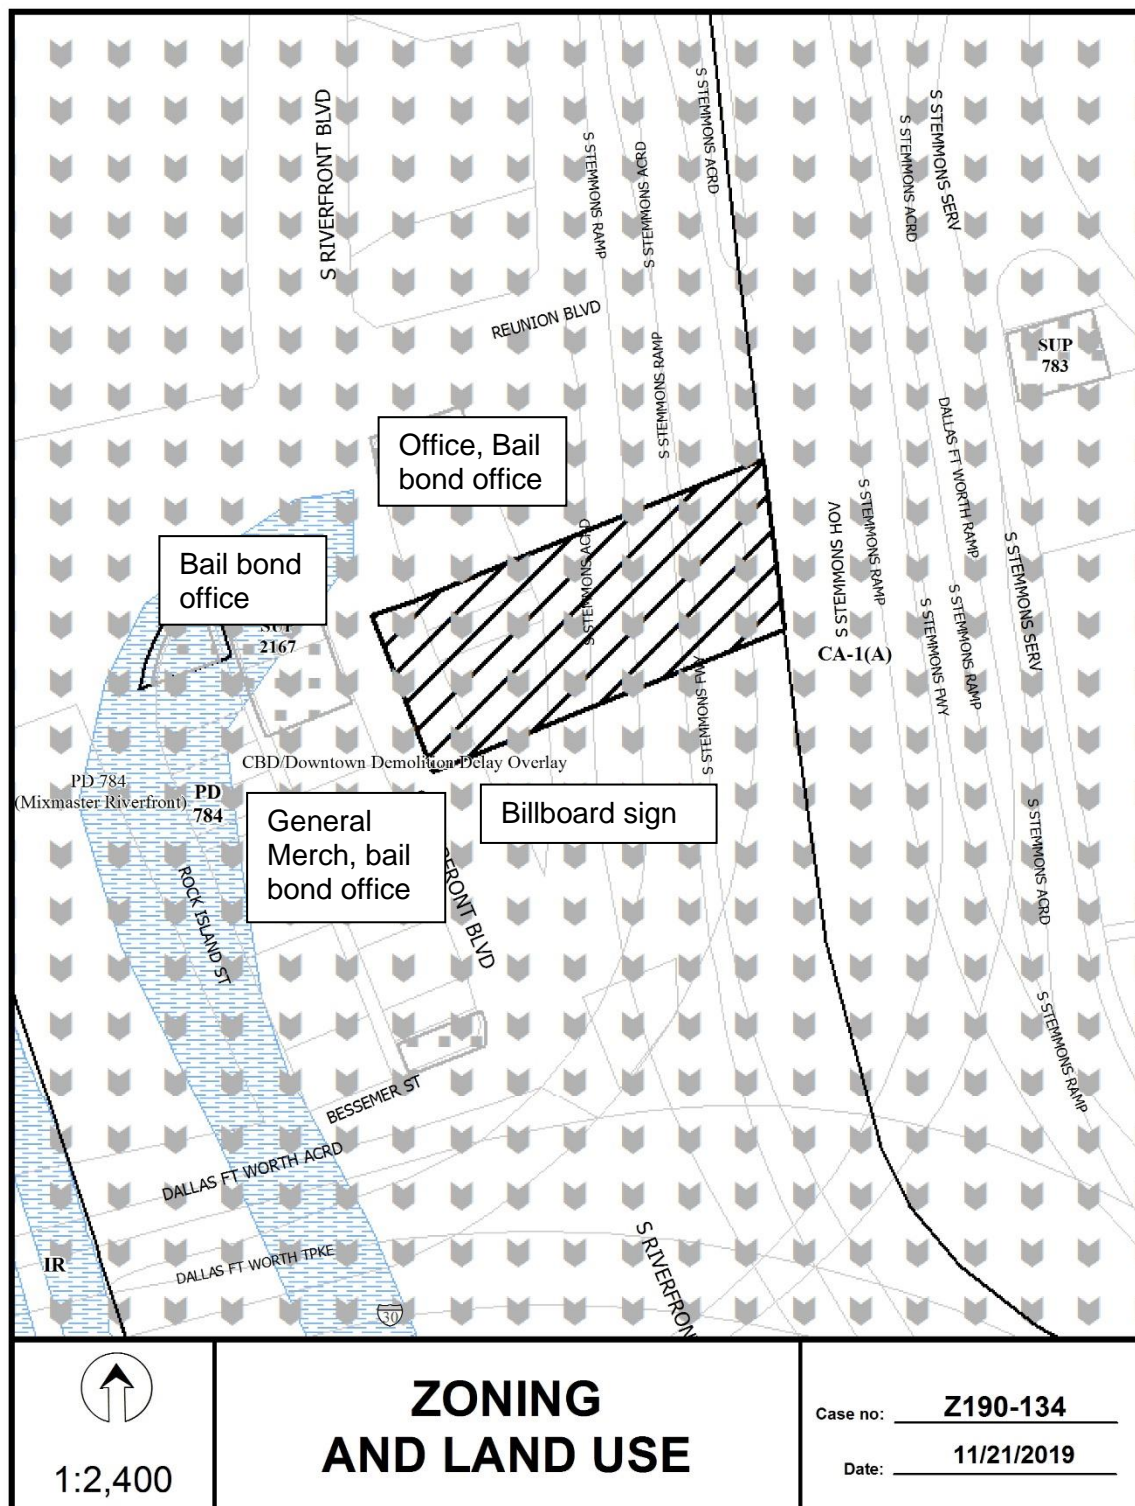 S RIVERFRONT BLVD
S STEMMONS RAMP
S STEMMONS ACRD
S STEMMONS ACRD
S STEMMONS ACRD
S STEMMONS SERV
REUNION BLVD
S STEMMONS RAMP
SUP
783
Office, Bail
bond office
DALLAS FT WORTH RAMP
S STEMMONS ACRD
S STEMMONS HOV
S STEMMONS RAMP
S STEMMONS SERV
Bail bond
office
SUP
2167
S STEMMONS FWY
S STEMMONS RAMP
CA-1(A)
S STEMMONS FWY
CBD/Downtown Demolition Delay Overlay
PD 784
(Mixmaster Riverfront)
PD
784
General
Merch, bail
bond office
Billboard sign
RFRONT BLVD
ROCK ISLAND ST
S STEMMONS ACRD
S STEMMONS RAMP
BESSEMER ST
DALLAS FT WORTH ACRD
DALLAS FT WORTH TPKE
IR
30
S RIVERFRON
1:2,400
ZONING
AND LAND USE
Case no: Z190-134
Date: 11/21/2019